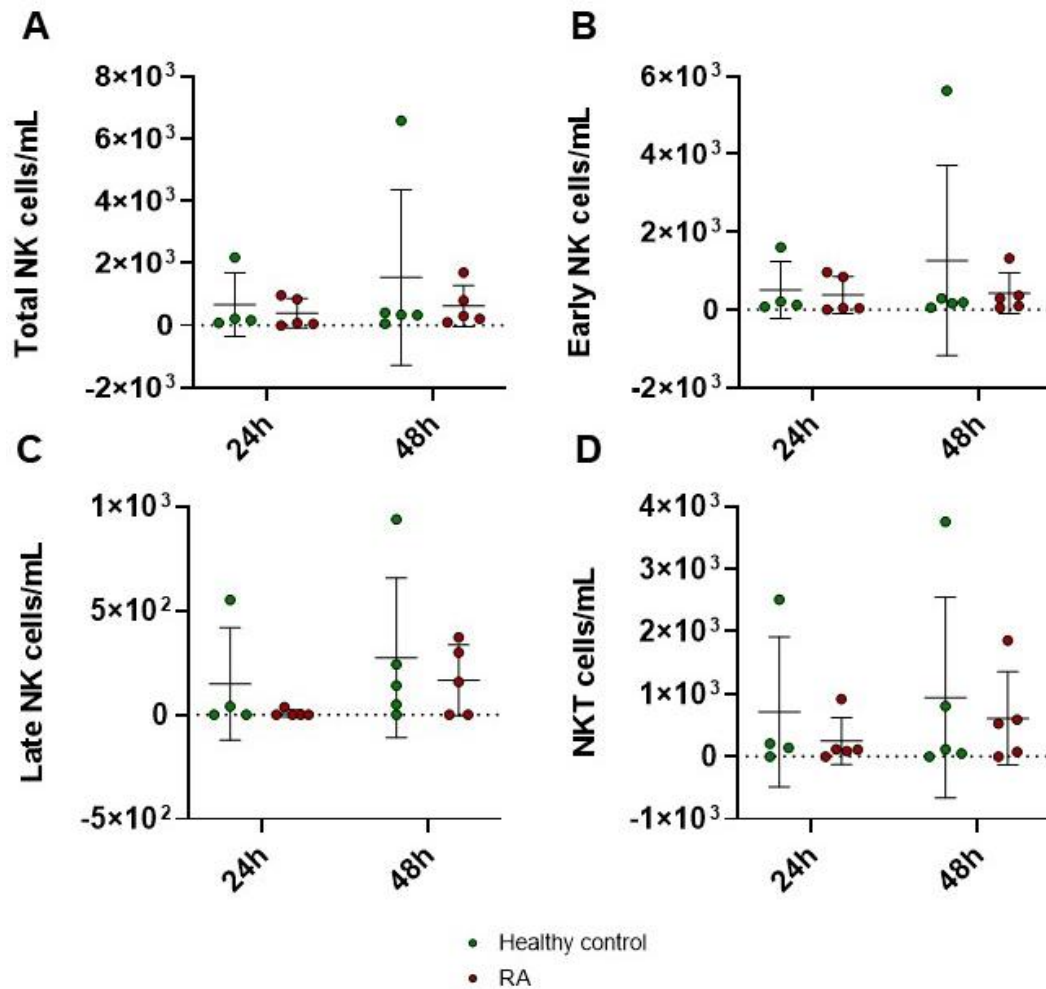 A
Total NK cells/mL
8×10³
6×10³
4×10³
2×10³
0
-2×10³
24h
48h
B
Early NK cells/mL
6×10³
4×10³
2×10³
0
-2×10³
24h
48h
C
Late NK cells/mL
1×10³
5×10²
0
-5×10²
24h
48h
D
NKT cells/mL
4×10³
3×10³
2×10³
1×10³
0
-1×10³
24h
48h
Healthy control
RA